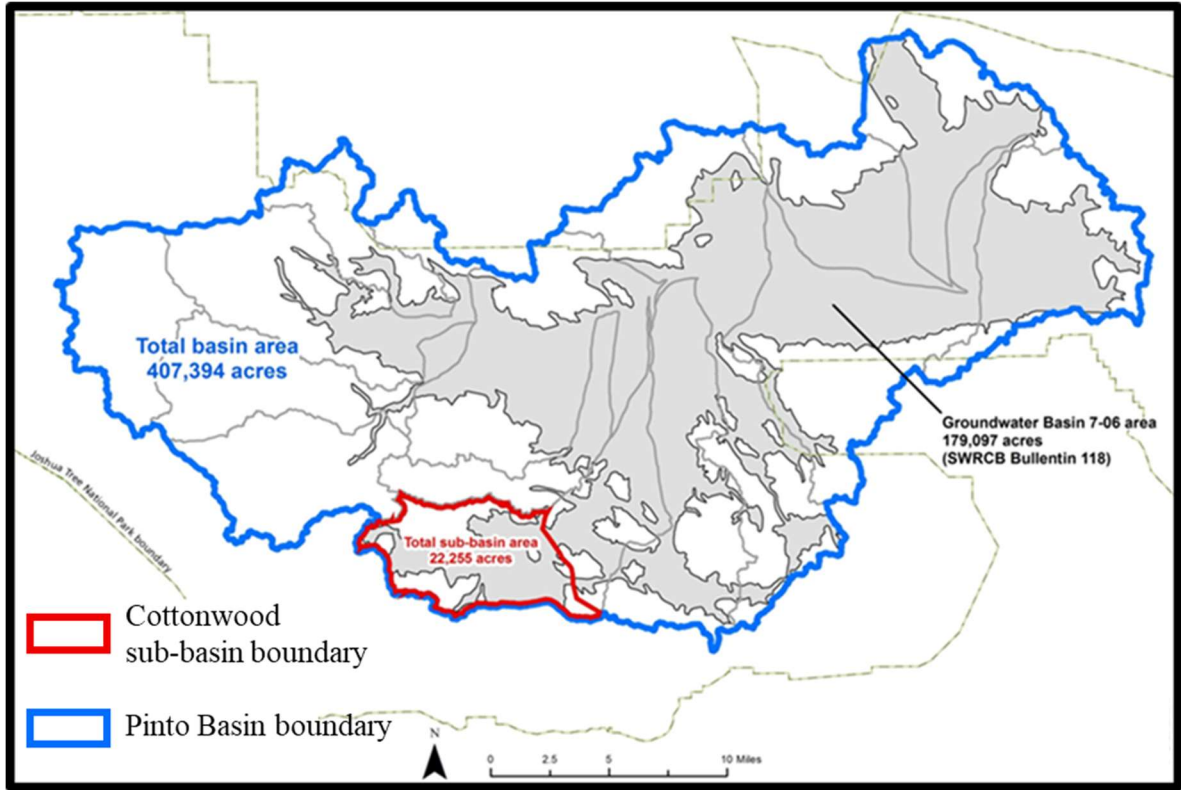 Total basin area
407,394 acres
Groundwater Basin 7-06 area
179,097 acres
(SWRCB Bullentin 118)
Joshua Tree National Park boundary
Total sub-basin area
22,255 acres
Cottonwood
sub-basin boundary
Pinto Basin boundary
N
0 2.5 5 10 Miles